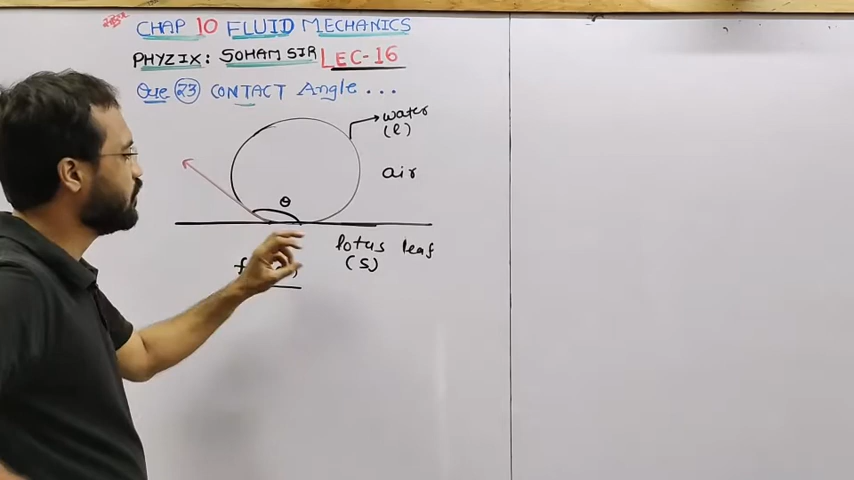 CHAP 10 FLUID MECHANICS
PHYZIX: SOHAM SIR LEC-16
Que 23 CONTACT Angle ...
water
(l)
air
θ
lotus leaf
(S)